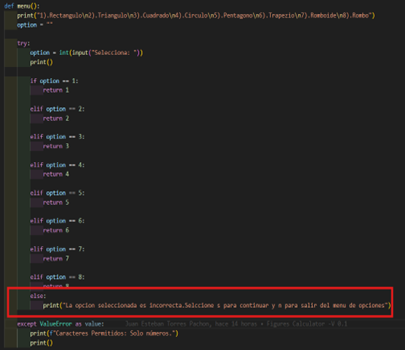 def menu():
print("1).Rectangulo\n2).Triangulo\n3).Cuadrado\n4).Circulo\n5).Pentagono\n6).Trapezio\n7).Romboide\n8).Rombo")
option = ""
try:
option = int(input("Selecciona: "))
print()
if option == 1:
return 1
elif option == 2:
return 2
elif option == 3:
return 3
elif option == 4:
return 4
elif option == 5:
return 5
elif option == 6:
return 6
elif option == 7:
return 7
elif option == 8:
return 8
else:
print("La opcion seleccionada es incorrecta.Selccione s para continuar y n para salir del menu de opciones")
except ValueError as value: Juan Esteban Torres Pachon, hace 14 horas • Figures Calculator
print(f"Caracteres Permitidos: Solo números.")
print()